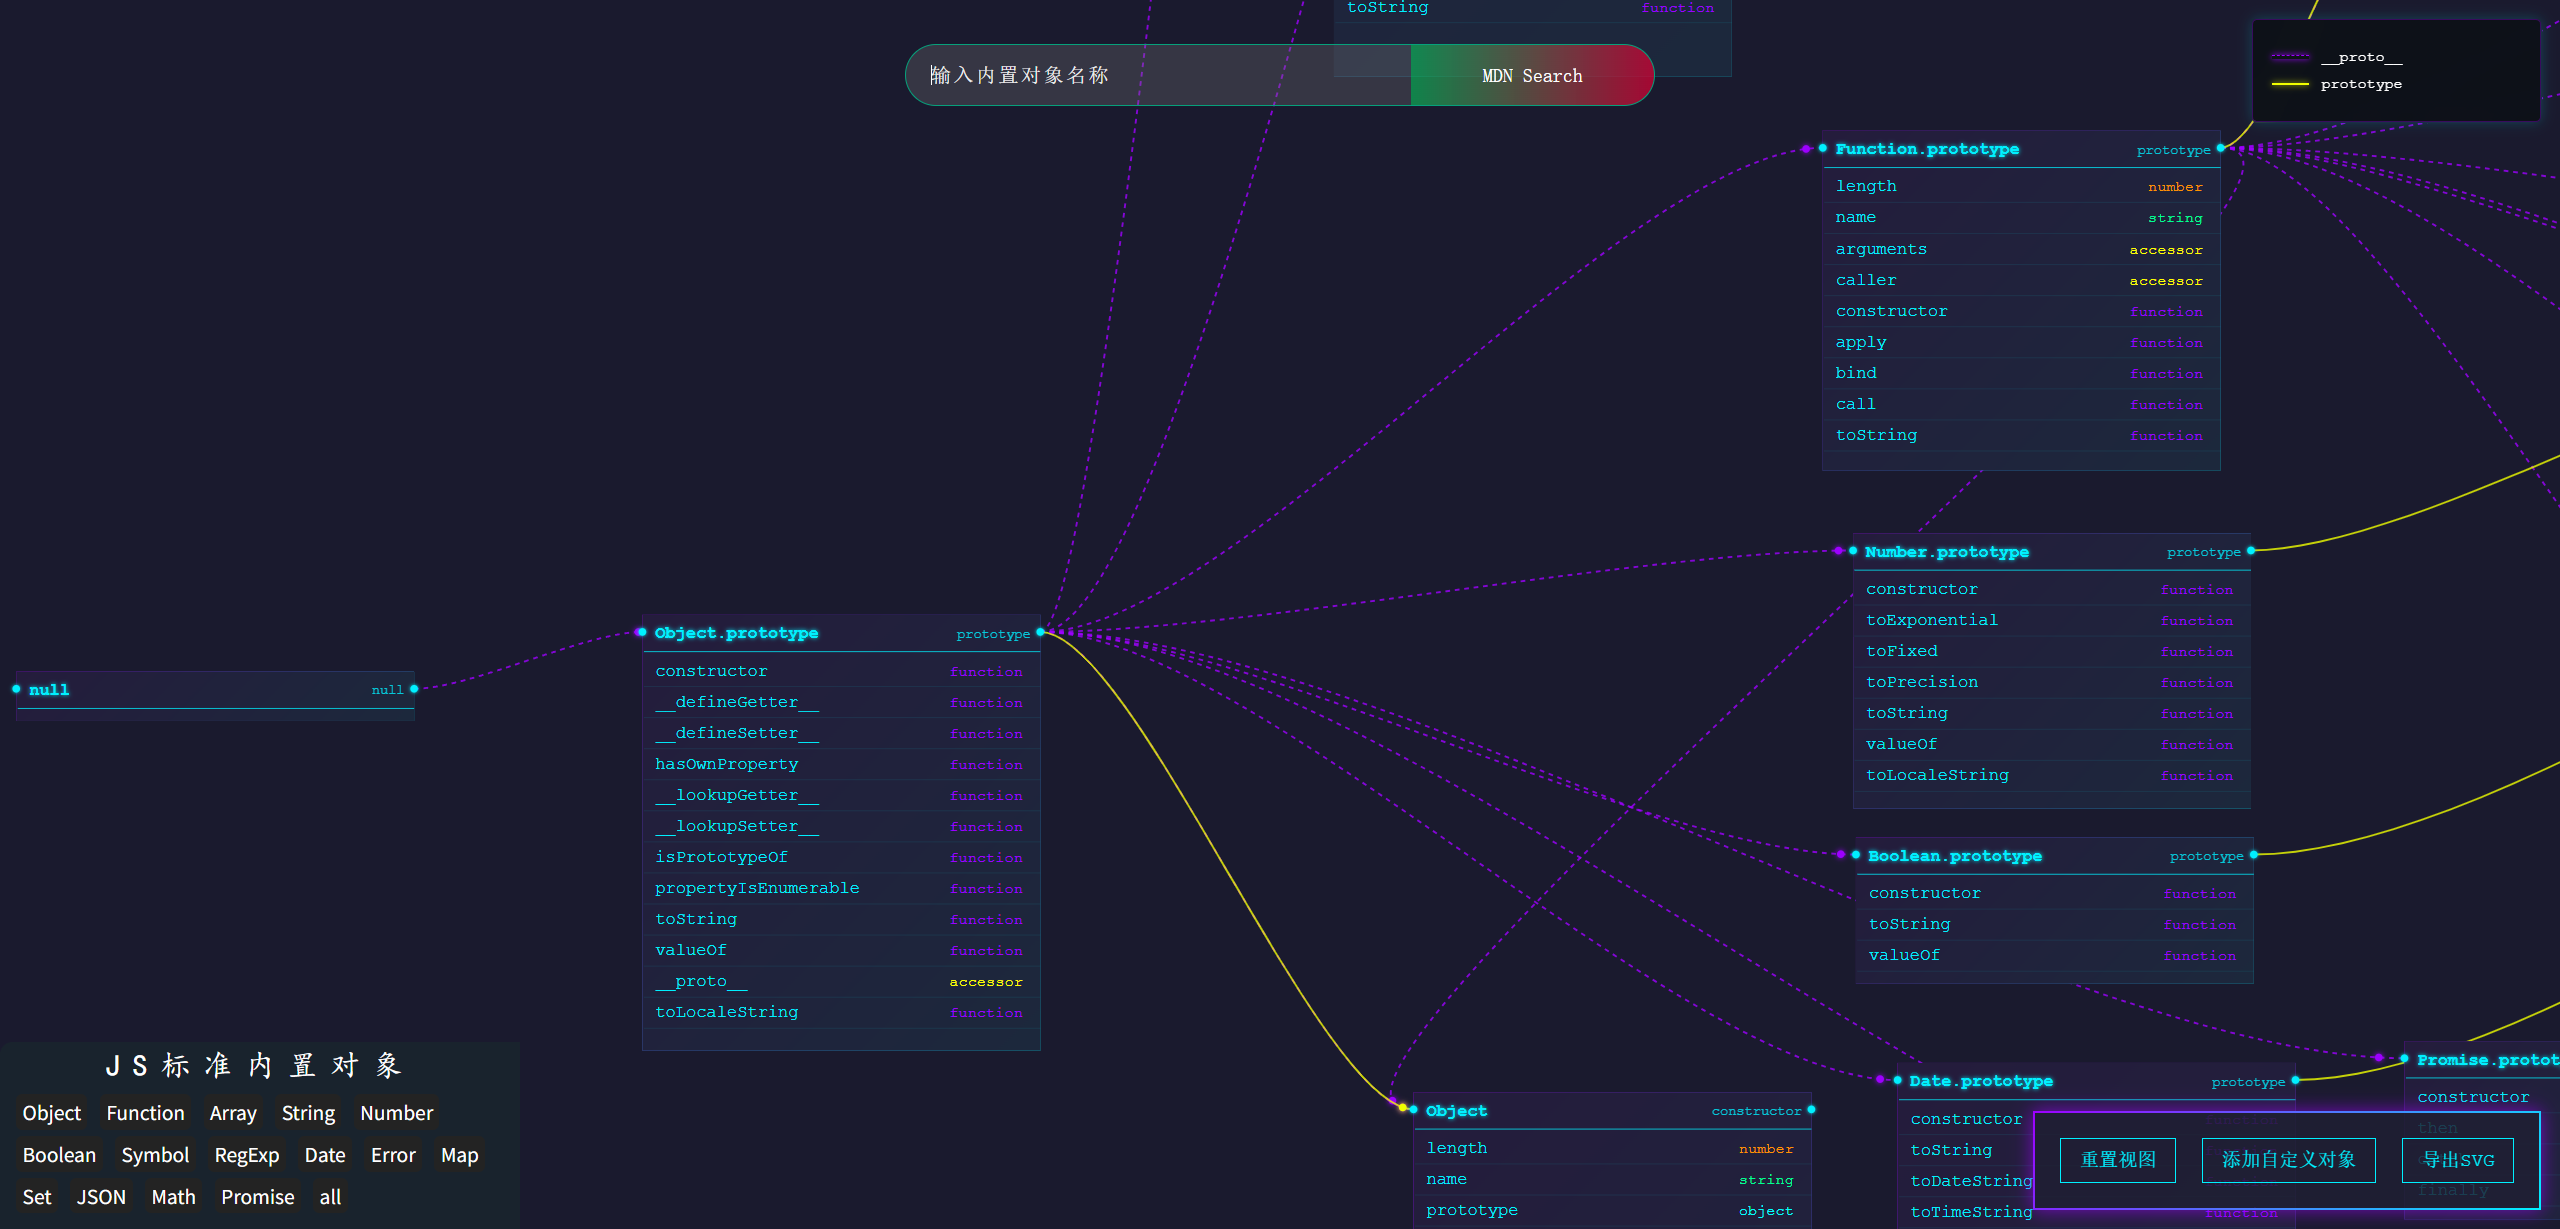 toString function
输入内置对象名称 MDN Search
__proto__
prototype
Function.prototype prototype
length number
name string
arguments accessor
caller accessor
constructor function
apply function
bind function
call function
toString function
Number.prototype prototype
constructor function
toExponential function
toFixed function
toPrecision function
toString function
valueOf function
toLocaleString function
null null
Object.prototype prototype
constructor function
__defineGetter__ function
__defineSetter__ function
hasOwnProperty function
__lookupGetter__ function
__lookupSetter__ function
isPrototypeOf function
propertyIsEnumerable function
toString function
valueOf function
__proto__ accessor
toLocaleString function
Boolean.prototype prototype
constructor function
toString function
valueOf function
Object constructor
length number
name string
prototype object
Date.prototype prototype
constructor function
toString
toDateString
toTimeString function
Promise.protot
constructor
then
finally
重置视图 添加自定义对象 导出SVG
JS标准内置对象
Object Function Array String Number
Boolean Symbol RegExp Date Error Map
Set JSON Math Promise all